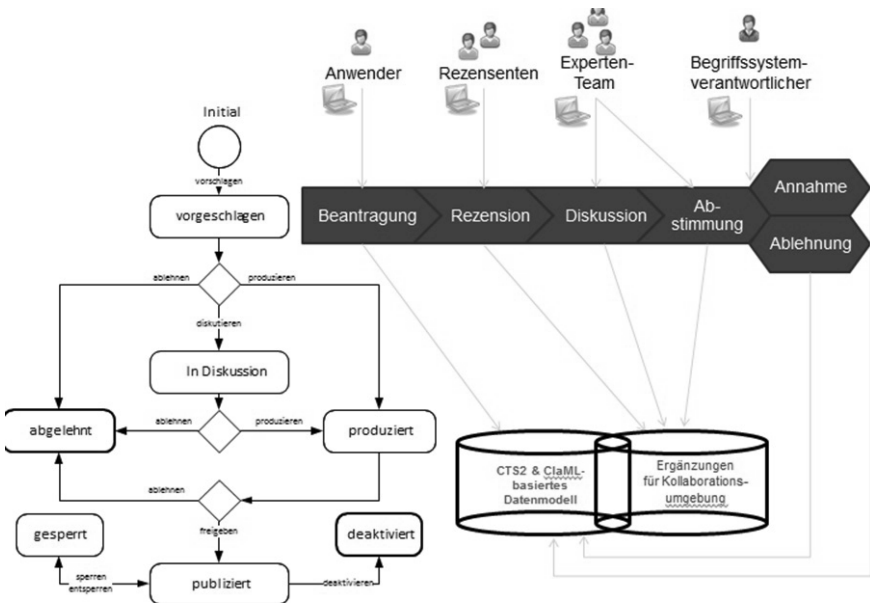 Anwender
Rezensenten
Experten-
Team
Begriffssystem-
verantwortlicher
Beantragung
Rezension
Diskussion
Ab-
stimmung
Annahme
Ablehnung
Initial
vorschlagen
vorgeschlagen
ablehnen
produzieren
diskutieren
In Diskussion
abgelehnt
ablehnen
produzieren
produziert
ablehnen
freigeben
gesperrt
deaktiviert
sperren
entsperren
publiziert
deaktivieren
CTS2 & ClaML-
basiertes
Datenmodell
Ergänzungen
für Kollaborations-
umgebung